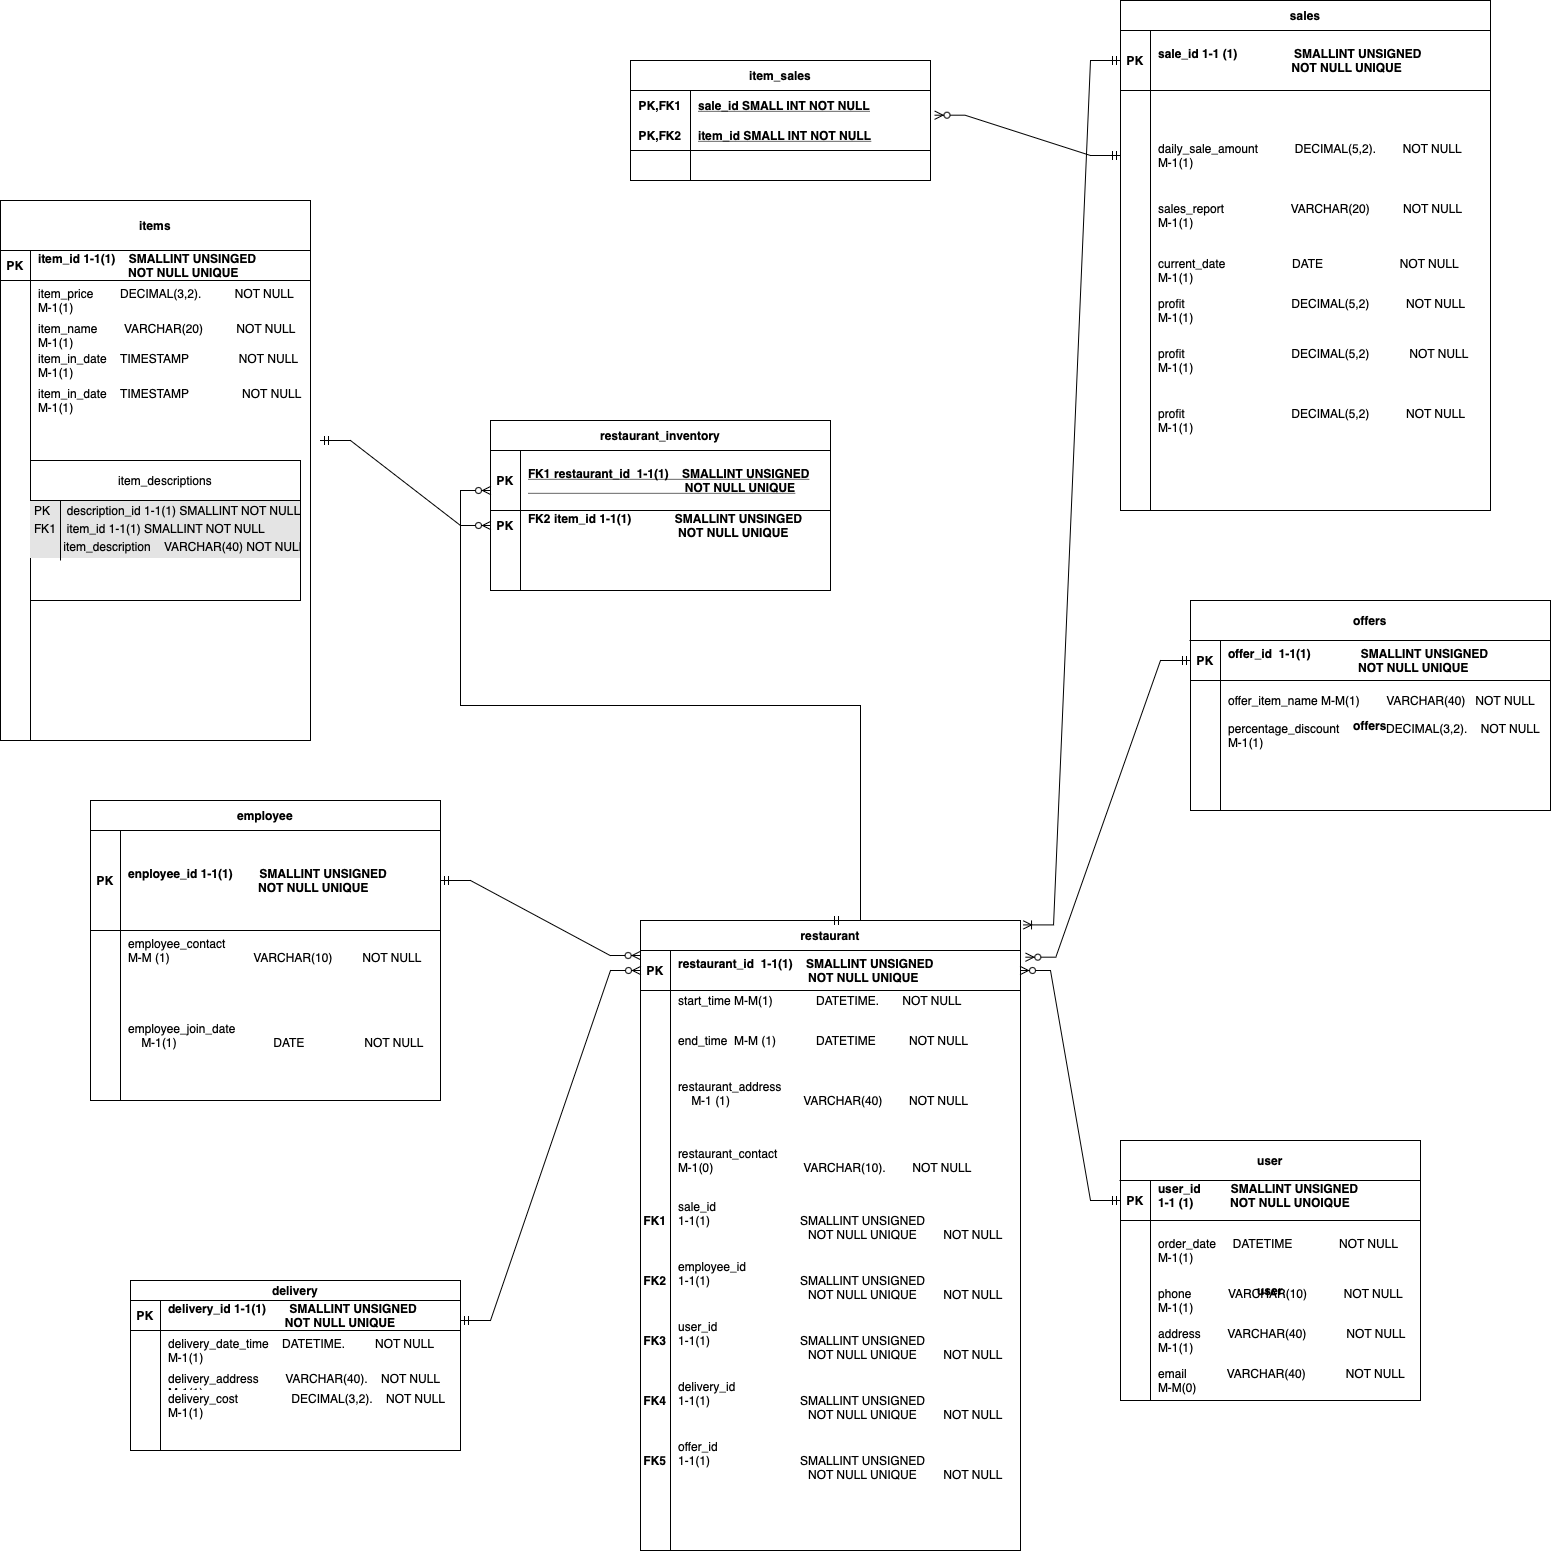 sales
PK
sale_id 1-1 (1) SMALLINT UNSIGNED
NOT NULL UNIQUE
daily_sale_amount DECIMAL(5,2). NOT NULL
M-1(1)
sales_report VARCHAR(20) NOT NULL
M-1(1)
current_date DATE NOT NULL
M-1(1)
profit DECIMAL(5,2) NOT NULL
M-1(1)
profit DECIMAL(5,2) NOT NULL
M-1(1)
profit DECIMAL(5,2) NOT NULL
M-1(1)
item_sales
PK,FK1 sale_id SMALL INT NOT NULL
PK,FK2 item_id SMALL INT NOT NULL
items
PK
item_id 1-1(1) SMALLINT UNSINGED
NOT NULL UNIQUE
item_price DECIMAL(3,2). NOT NULL
M-1(1)
item_name VARCHAR(20) NOT NULL
M-1(1)
item_in_date TIMESTAMP NOT NULL
M-1(1)
item_in_date TIMESTAMP NOT NULL
M-1(1)
item_descriptions
PK description_id 1-1(1) SMALLINT NOT NULL
FK1 item_id 1-1(1) SMALLINT NOT NULL
item_description VARCHAR(40) NOT NULL
restaurant_inventory
PK
FK1 restaurant_id 1-1(1) SMALLINT UNSIGNED
NOT NULL UNIQUE
PK
FK2 item_id 1-1(1) SMALLINT UNSINGED
NOT NULL UNIQUE
offers
PK
offer_id 1-1(1) SMALLINT UNSIGNED
NOT NULL UNIQUE
offer_item_name M-M(1) VARCHAR(40) NOT NULL
percentage_discount offers DECIMAL(3,2). NOT NULL
M-1(1)
employee
PK
enployee_id 1-1(1) SMALLINT UNSIGNED
NOT NULL UNIQUE
employee_contact
M-M (1) VARCHAR(10) NOT NULL
employee_join_date
M-1(1) DATE NOT NULL
restaurant
PK
restaurant_id 1-1(1) SMALLINT UNSIGNED
NOT NULL UNIQUE
start_time M-M(1) DATETIME. NOT NULL
end_time M-M (1) DATETIME NOT NULL
restaurant_address
M-1 (1) VARCHAR(40) NOT NULL
restaurant_contact
M-1(0) VARCHAR(10). NOT NULL
sale_id
FK1 1-1(1) SMALLINT UNSIGNED
NOT NULL UNIQUE NOT NULL
employee_id
FK2 1-1(1) SMALLINT UNSIGNED
NOT NULL UNIQUE NOT NULL
user_id
FK3 1-1(1) SMALLINT UNSIGNED
NOT NULL UNIQUE NOT NULL
delivery_id
FK4 1-1(1) SMALLINT UNSIGNED
NOT NULL UNIQUE NOT NULL
offer_id
FK5 1-1(1) SMALLINT UNSIGNED
NOT NULL UNIQUE NOT NULL
user
PK
user_id SMALLINT UNSIGNED
1-1 (1) NOT NULL UNOIQUE
order_date DATETIME NOT NULL
M-1(1)
user
phone VARCHAR(10) NOT NULL
M-1(1)
address VARCHAR(40) NOT NULL
M-1(1)
email VARCHAR(40) NOT NULL
M-M(0)
delivery
PK
delivery_id 1-1(1) SMALLINT UNSIGNED
NOT NULL UNIQUE
delivery_date_time DATETIME. NOT NULL
M-1(1)
delivery_address VARCHAR(40). NOT NULL
delivery_cost DECIMAL(3,2). NOT NULL
M-1(1)